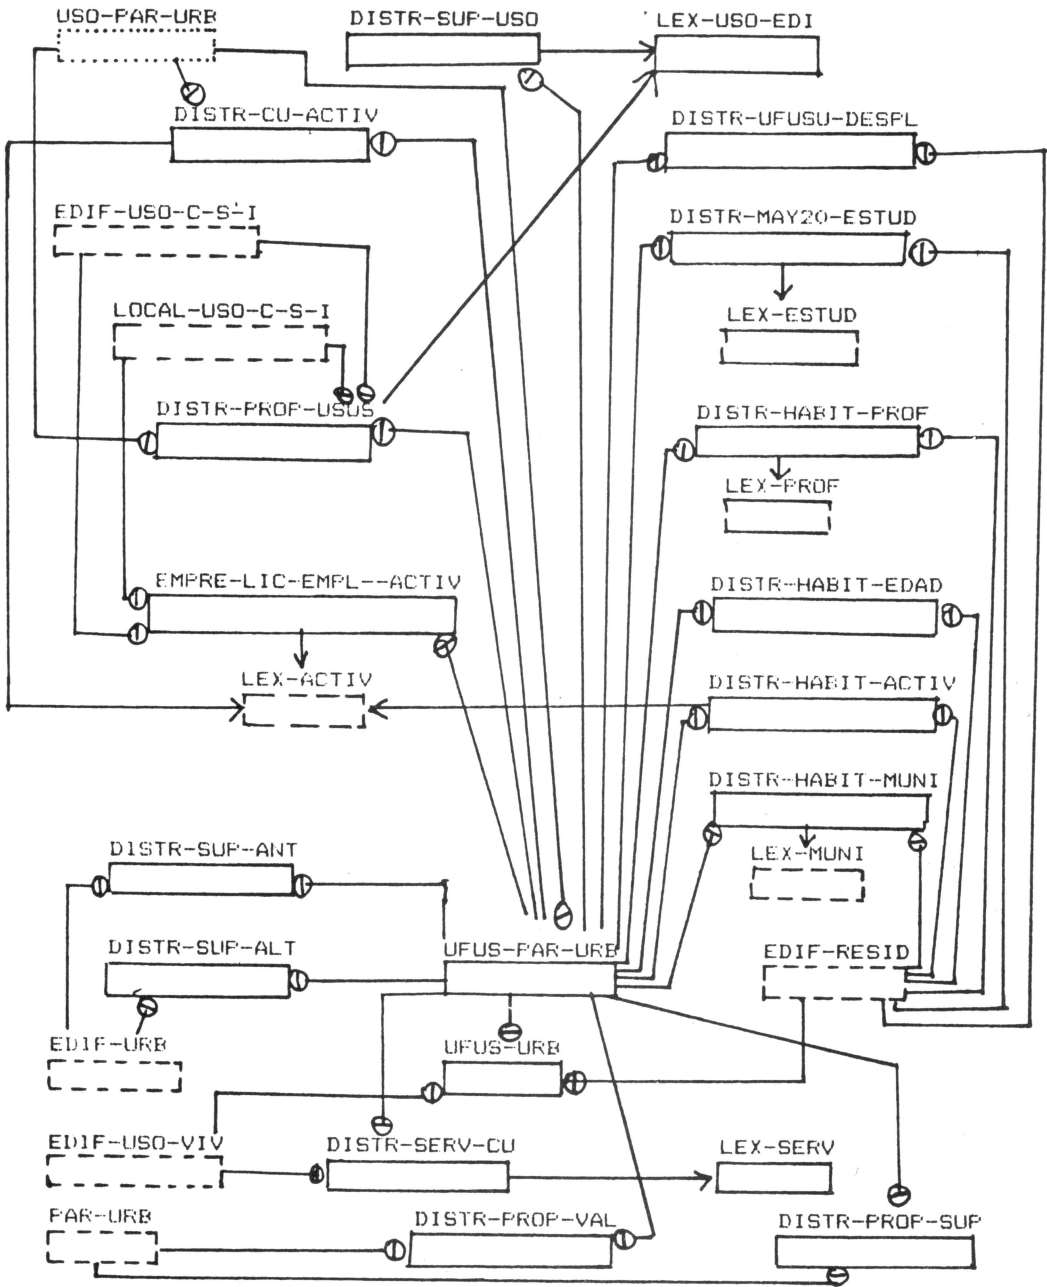 USO-PAR-URB
DISTR-SUP-USO
LEX-USO-EDI
DISTR-CU-ACTIV
DISTR-UFUSU-DESPL
EDIF-USO-C-S-I
DISTR-MAY20-ESTUD
LOCAL-USO-C-S-I
LEX-ESTUD
DISTR-PROP-USOS
DISTR-HABIT-PROF
LEX-PROF
EMPRE-LIC-EMPL--ACTIV
DISTR-HABIT-EDAD
LEX-ACTIV
DISTR-HABIT-ACTIV
DISTR-HABIT-MUNI
DISTR-SUP-ANT
LEX-MUNI
DISTR-SUP-ALT
UFUS-PAR-URB
EDIF-RESID
EDIF-URB
UFUS-URB
EDIF-USO-VIV
DISTR-SERV-CU
LEX-SERV
PAR-URB
DISTR-PROP-VAL
DISTR-PROP-SUP